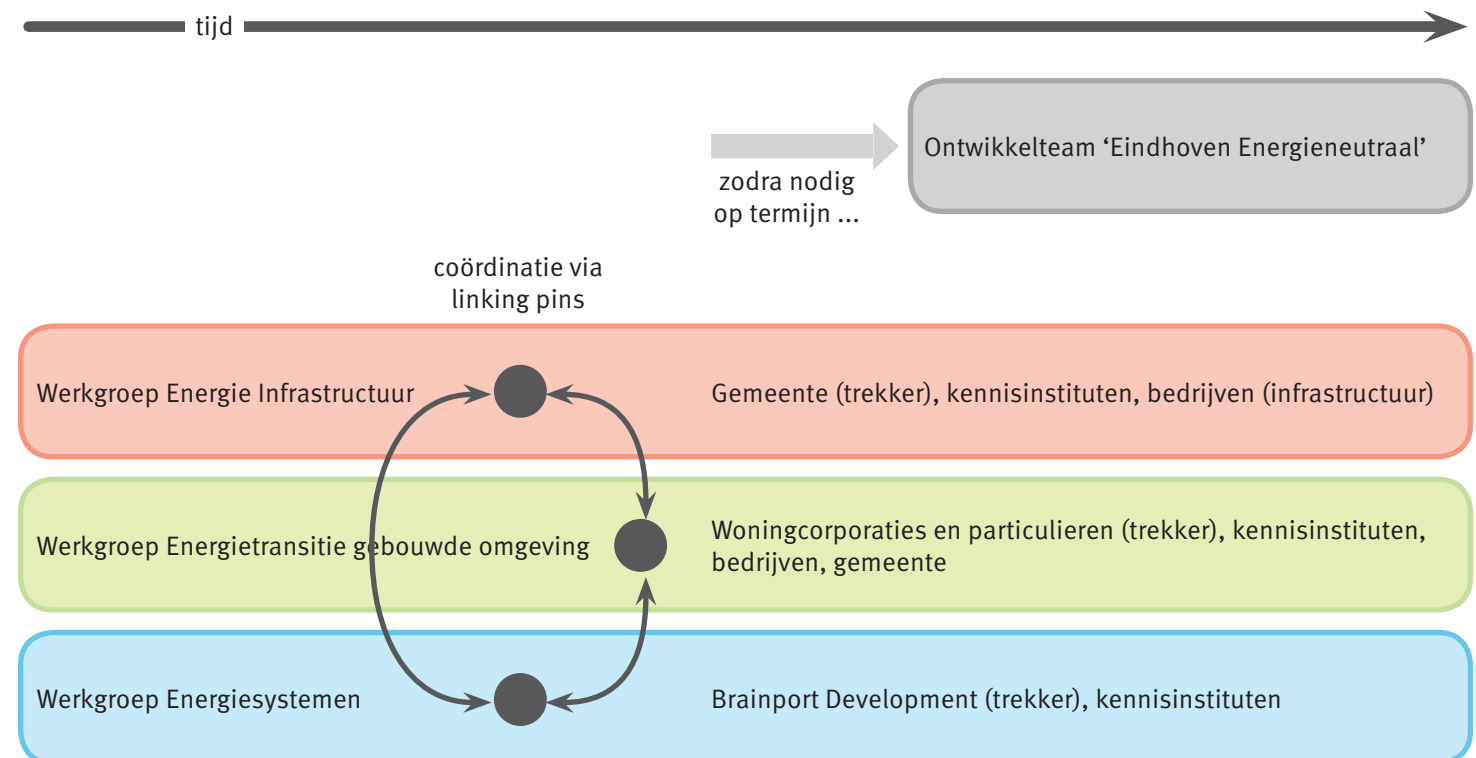 tijd
Ontwikkelteam ‘Eindhoven Energieneutraal’
zodra nodig
op termijn ...
coördinatie via
linking pins
Werkgroep Energie Infrastructuur
Gemeente (trekker), kennisinstituten, bedrijven (infrastructuur)
Werkgroep Energietransitie gebouwde omgeving
Woningcorporaties en particulieren (trekker), kennisinstituten,
bedrijven, gemeente
Werkgroep Energiesystemen
Brainport Development (trekker), kennisinstituten